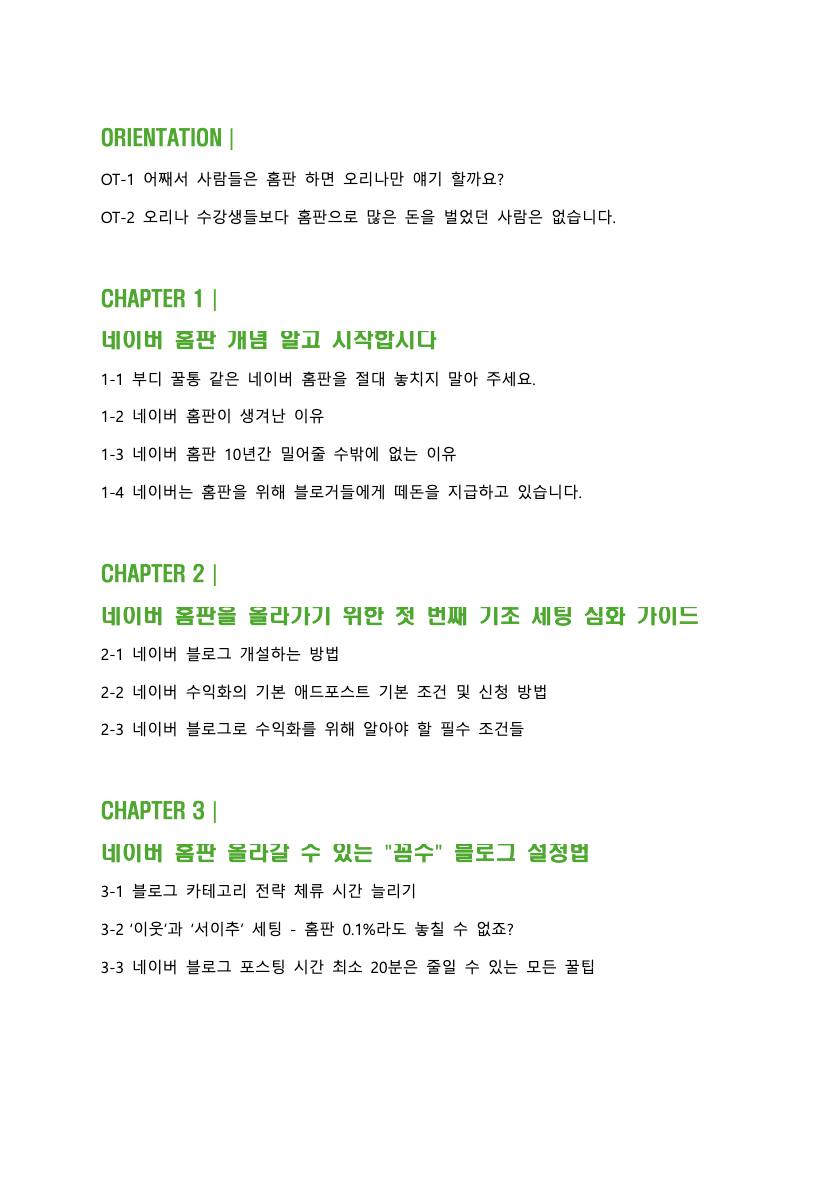 ORIENTATION |
OT-1 어째서 사람들은 홈판 하면 오리나만 얘기 할까요?
OT-2 오리나 수강생들보다 홈판으로 많은 돈을 벌었던 사람은 없습니다.
CHAPTER 1 |
네이버 홈판 개념 알고 시작합시다
1-1 부디 꿀통 같은 네이버 홈판을 절대 놓치지 말아 주세요.
1-2 네이버 홈판이 생겨난 이유
1-3 네이버 홈판 10년간 밀어줄 수밖에 없는 이유
1-4 네이버는 홈판을 위해 블로거들에게 떼돈을 지급하고 있습니다.
CHAPTER 2 |
네이버 홈판을 올라가기 위한 첫 번째 기초 세팅 심화 가이드
2-1 네이버 블로그 개설하는 방법
2-2 네이버 수익화의 기본 애드포스트 기본 조건 및 신청 방법
2-3 네이버 블로그로 수익화를 위해 알아야 할 필수 조건들
CHAPTER 3 |
네이버 홈판 올라갈 수 있는 "꼼수" 블로그 설정법
3-1 블로그 카테고리 전략 체류 시간 늘리기
3-2 '이웃'과 '서이추' 세팅 - 홈판 0.1%라도 놓칠 수 없죠?
3-3 네이버 블로그 포스팅 시간 최소 20분은 줄일 수 있는 모든 꿀팁